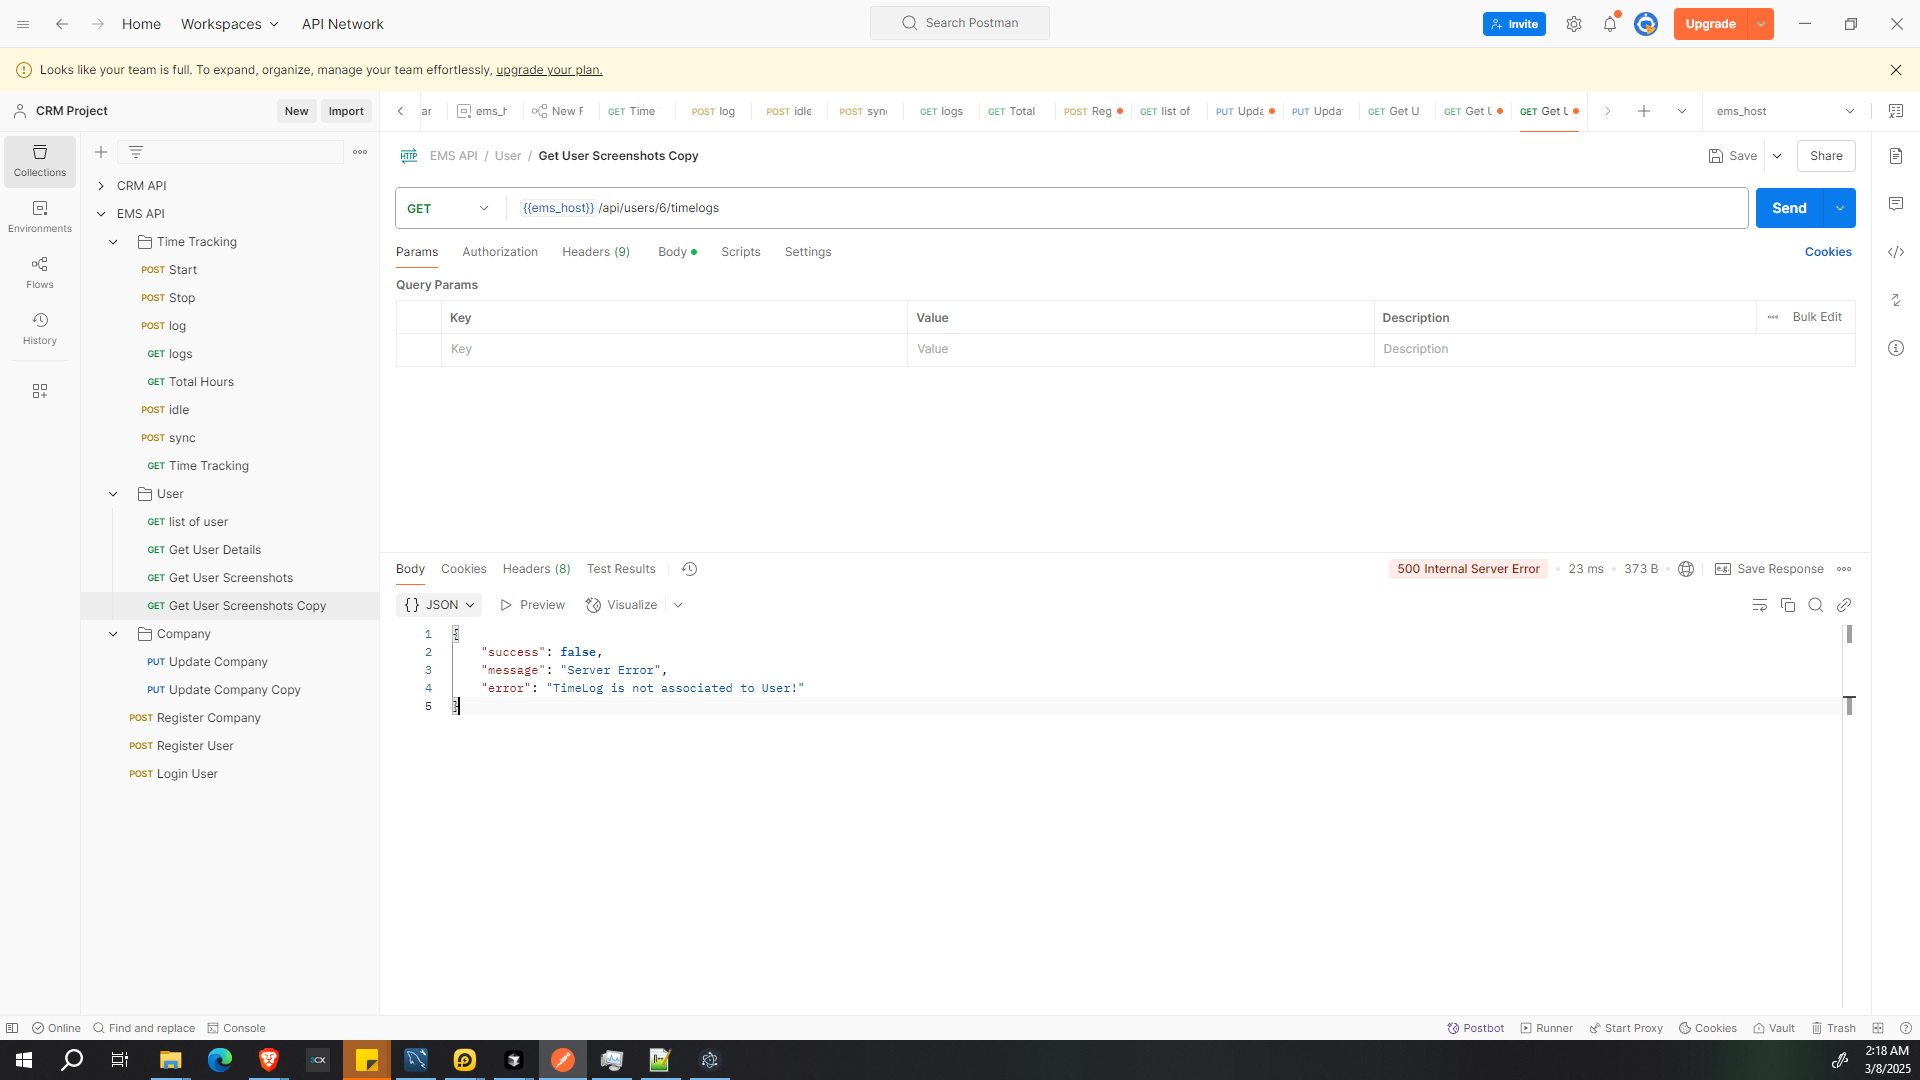 Home
Workspaces
API Network
Search Postman
Invite
Upgrade
Looks like your team is full. To expand, organize, manage your team effortlessly, upgrade your plan.
CRM Project
New
Import
ar
ems_h
New F
GET Time
POST log
POST idle
POST syn
GET logs
GET Total
POST Reg
GET list of
PUT Upda
PUT Upda
GET Get U
GET Get U
GET Get U
ems_host
Collections
Environments
Flows
History
CRM API
EMS API
Time Tracking
POST Start
POST Stop
POST log
GET logs
GET Total Hours
POST idle
POST sync
GET Time Tracking
User
GET list of user
GET Get User Details
GET Get User Screenshots
GET Get User Screenshots Copy
Company
PUT Update Company
PUT Update Company Copy
POST Register Company
POST Register User
POST Login User
HTTP
EMS API / User / Get User Screenshots Copy
Save
Share
GET
{{ems_host}} /api/users/6/timelogs
Send
Params
Authorization
Headers (9)
Body
Scripts
Settings
Cookies
Query Params
Key
Value
Description
Bulk Edit
Key
Value
Description
Body
Cookies
Headers (8)
Test Results
500 Internal Server Error
23 ms
373 B
e.g.
Save Response
{} JSON
Preview
Visualize
1 {
2 "success": false,
3 "message": "Server Error",
4 "error": "TimeLog is not associated to User!"
5 }
Online
Find and replace
Console
Postbot
Runner
Start Proxy
Cookies
Vault
Trash
3CX
2:18 AM
3/8/2025